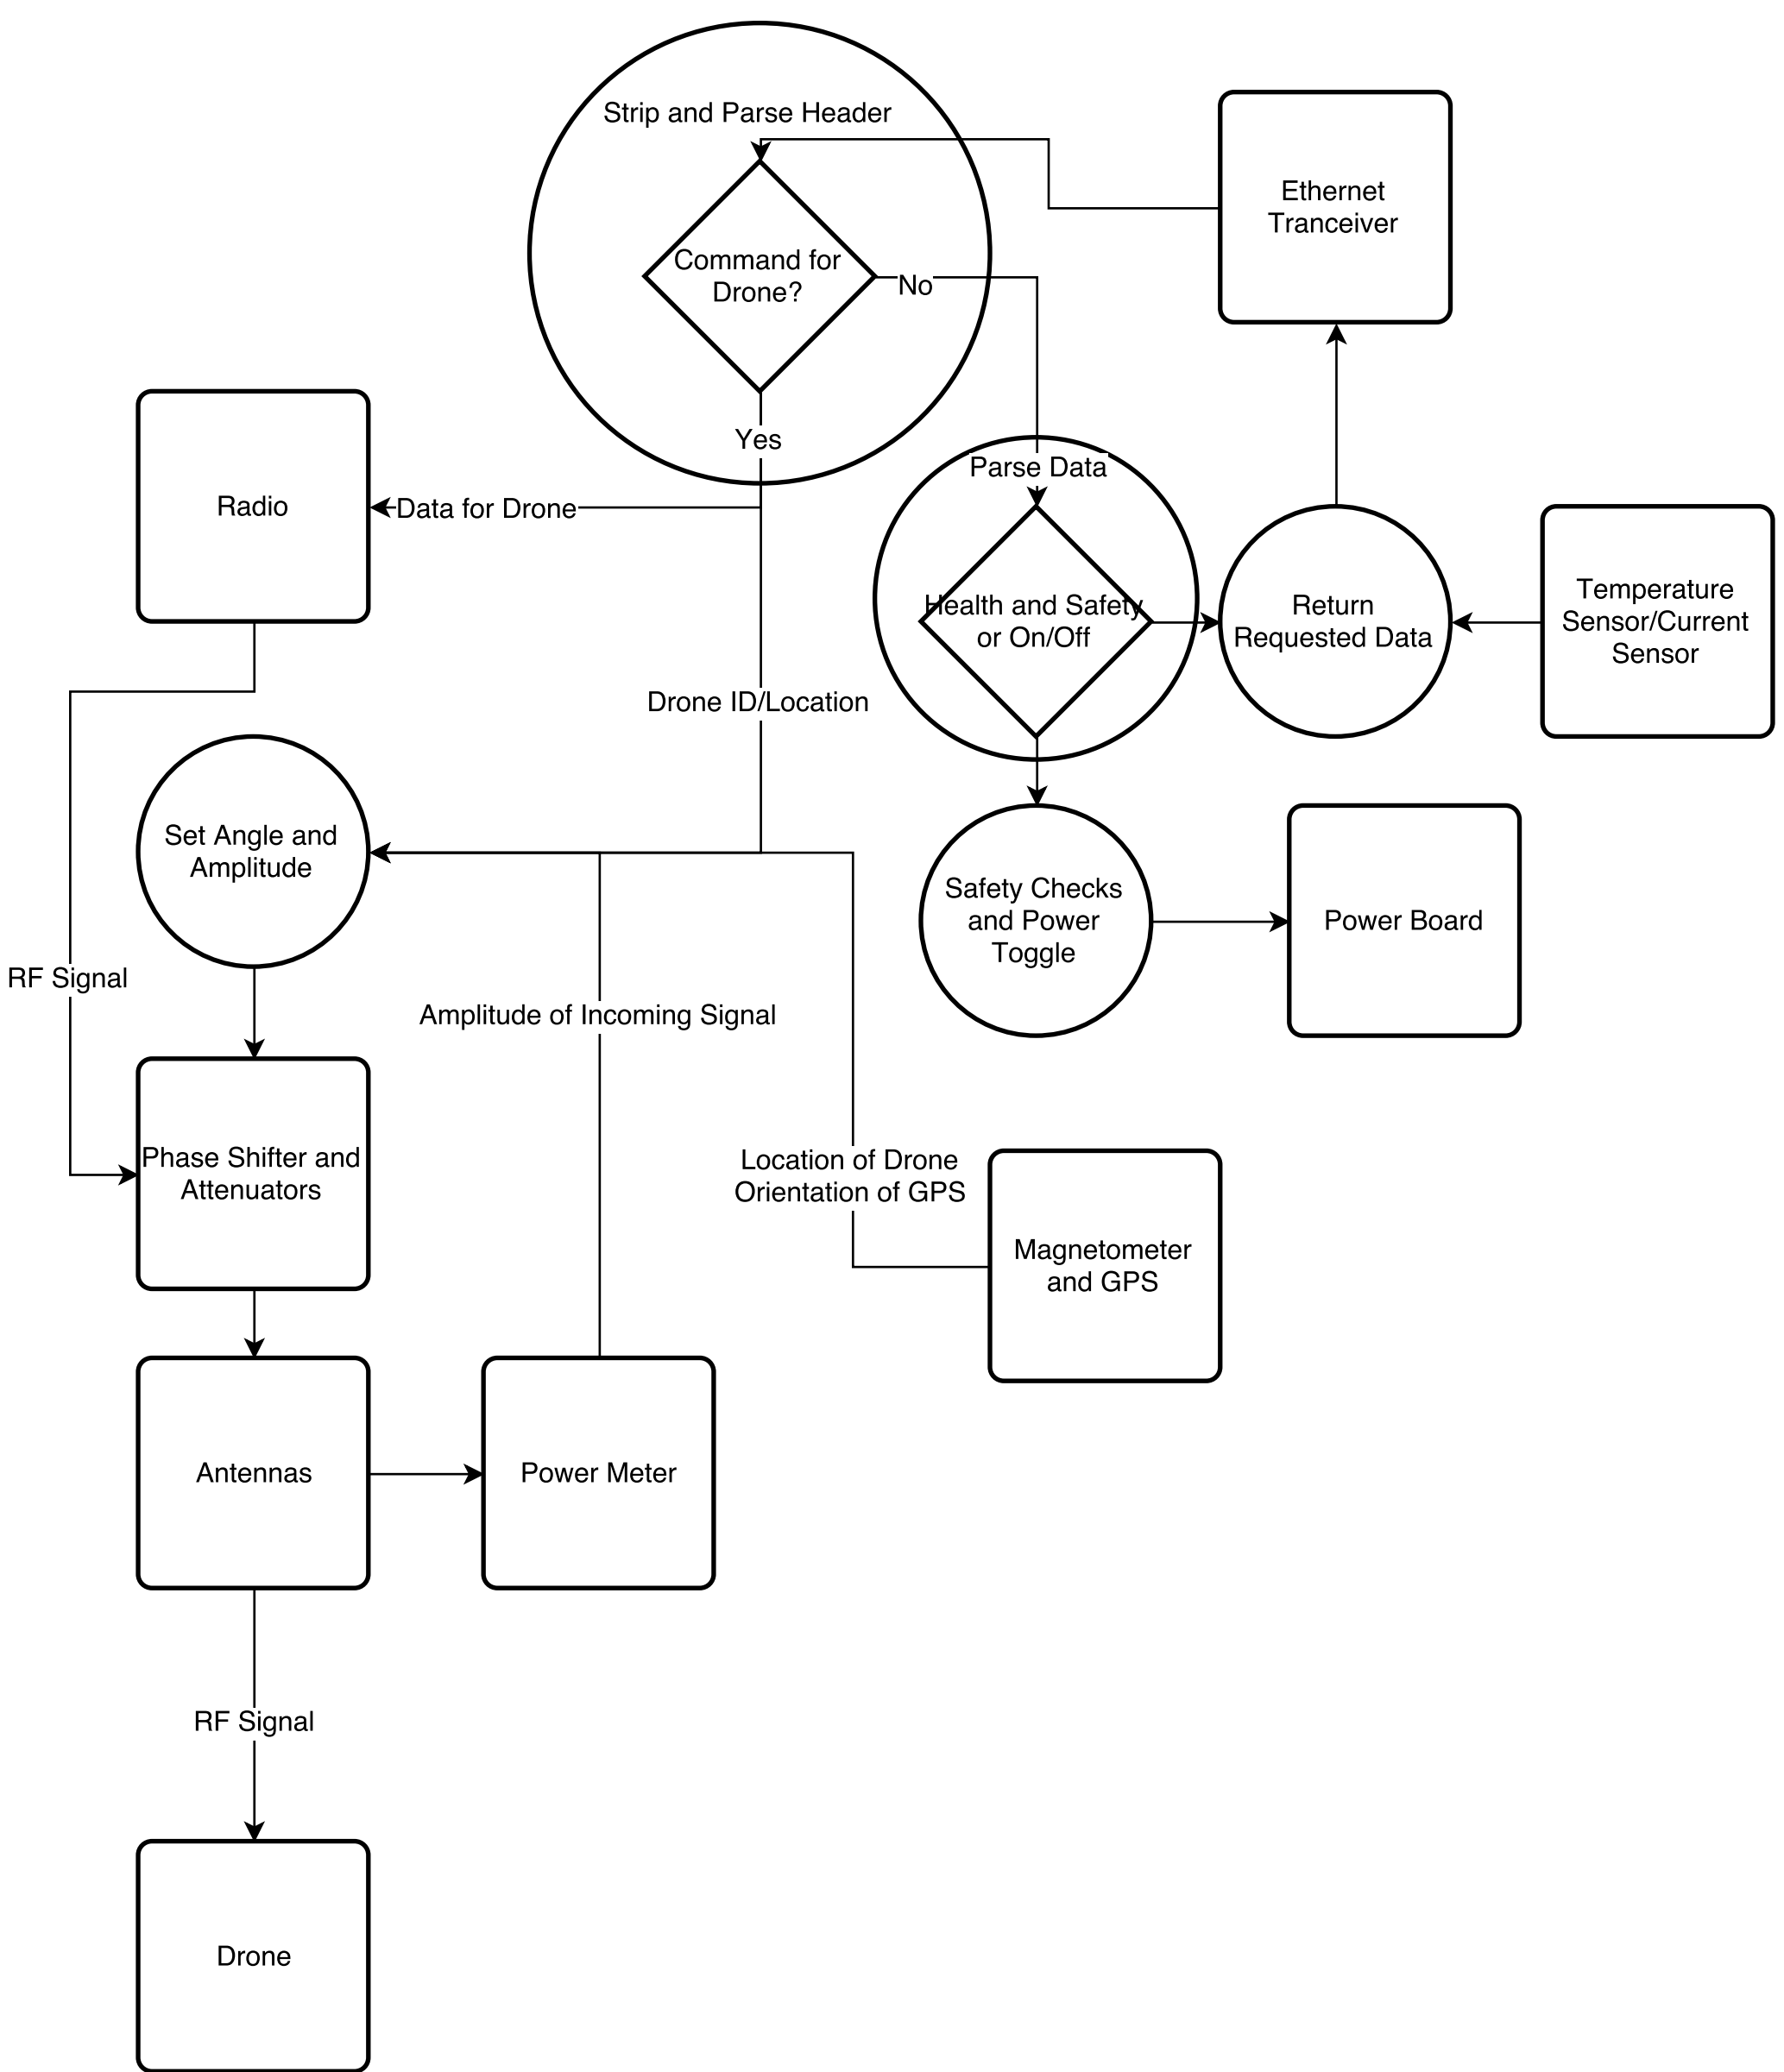 Strip and Parse Header
Ethernet
Tranceiver
Command for
Drone?
No
Yes
Parse Data
Radio
Data for Drone
Health and Safety
or On/Off
Return
Requested Data
Temperature
Sensor/Current
Sensor
Drone ID/Location
Set Angle and
Amplitude
Safety Checks
and Power
Toggle
Power Board
RF Signal
Amplitude of Incoming Signal
Phase Shifter and
Attenuators
Location of Drone
Orientation of GPS
Magnetometer
and GPS
Antennas
Power Meter
RF Signal
Drone